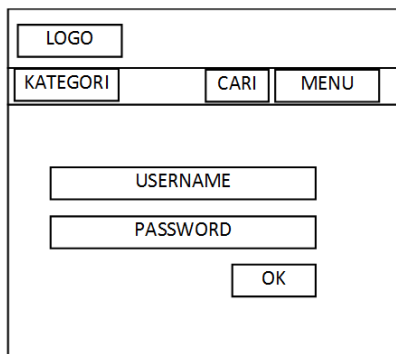 LOGO
KATEGORI CARI MENU
USERNAME
PASSWORD
OK